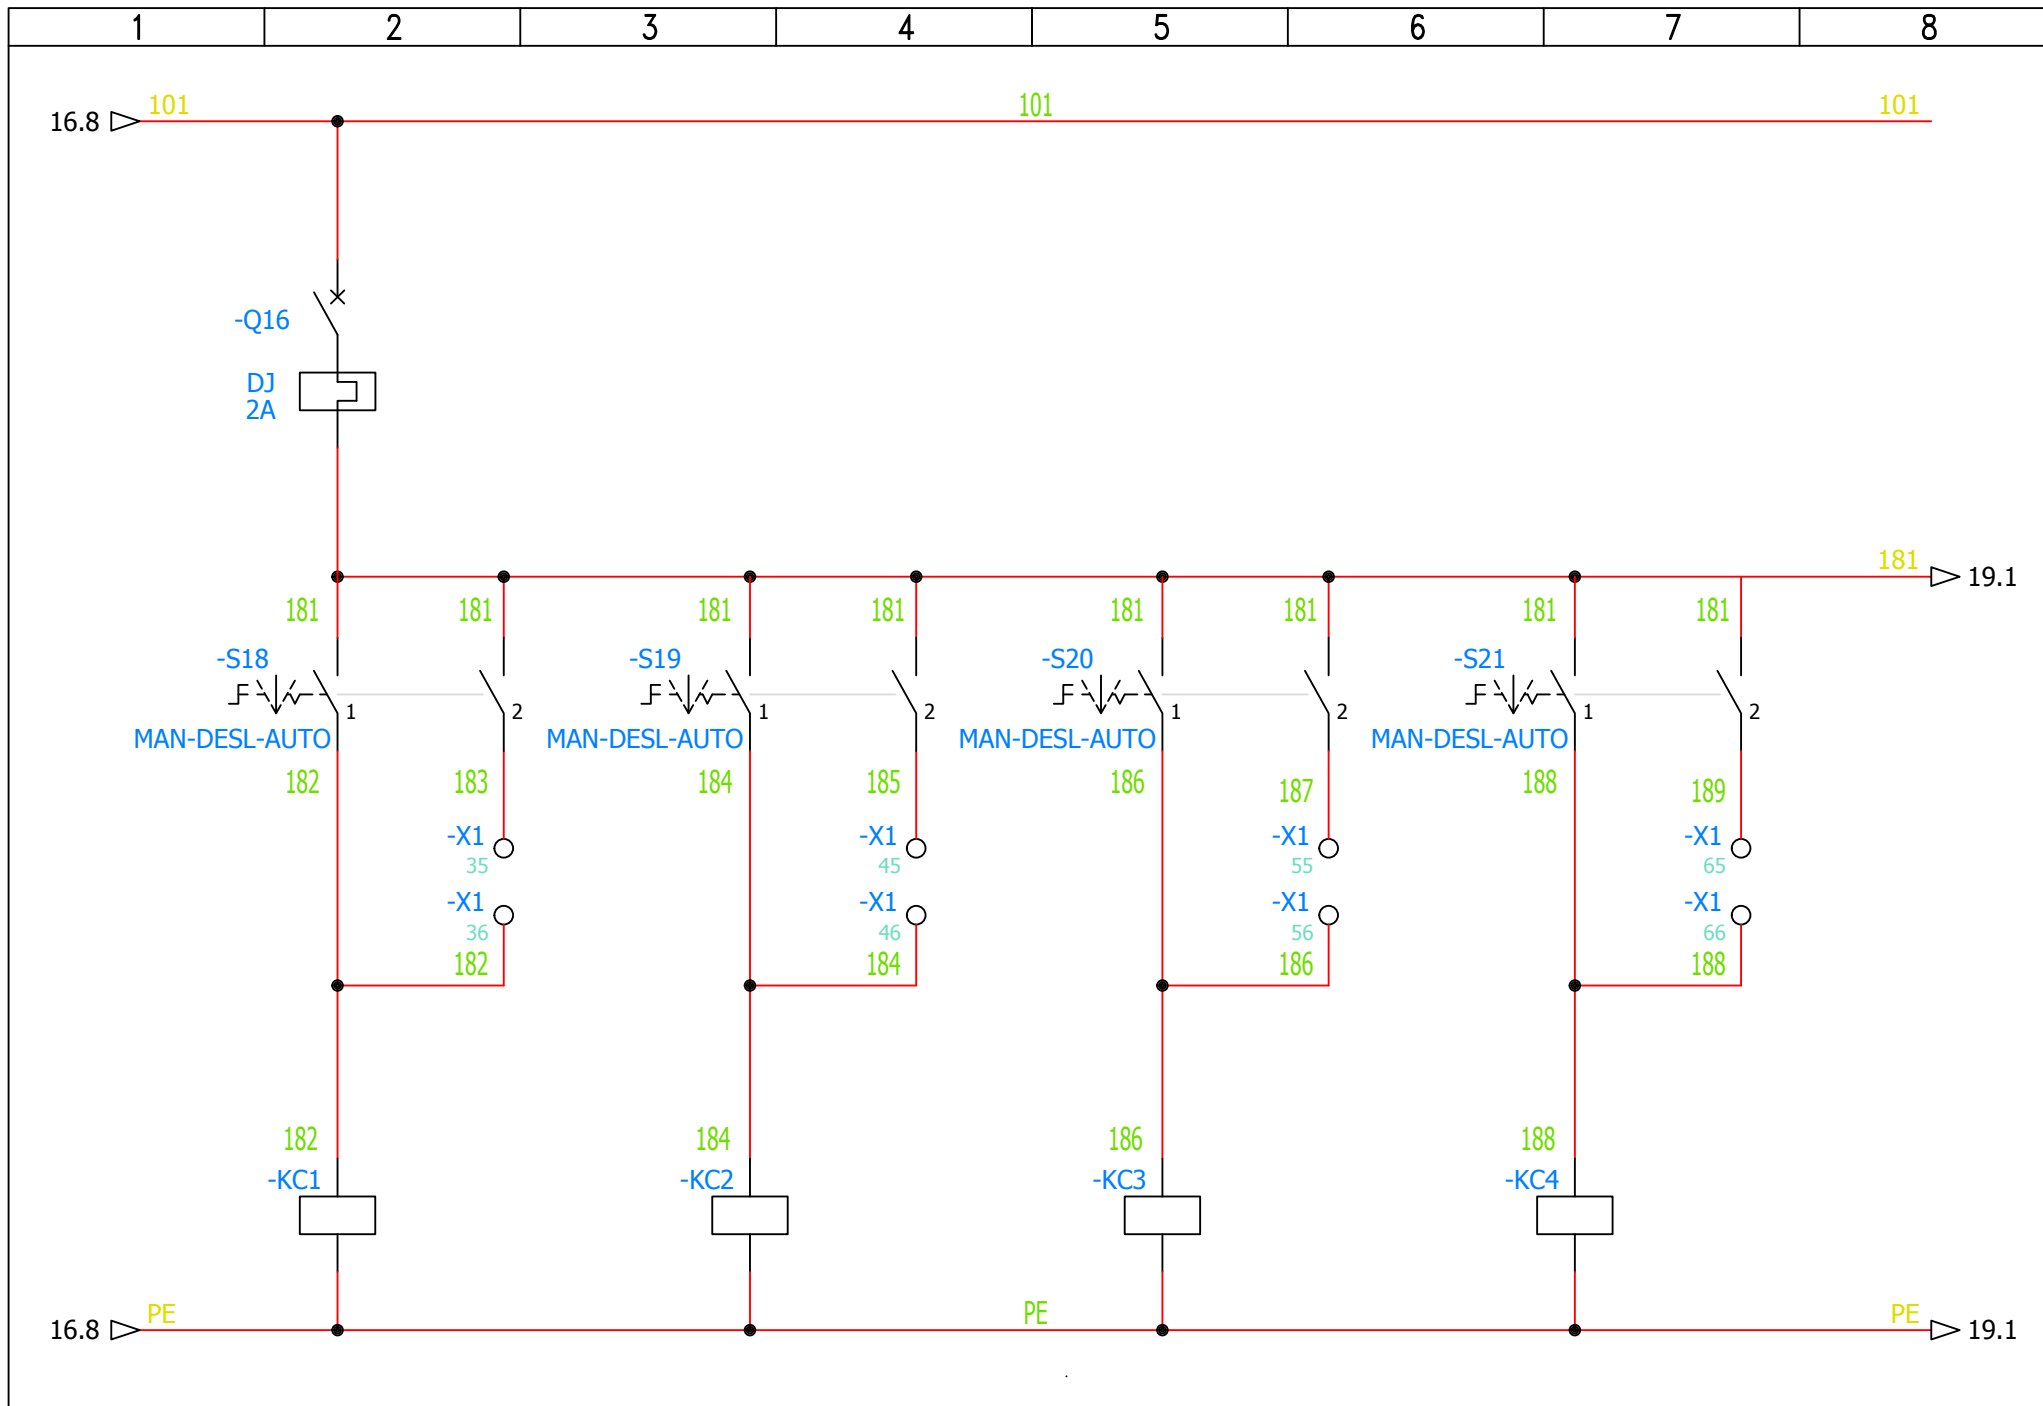 1 2 3 4 5 6 7 8
101 101 101
16.8
-Q16
DJ
2A
181
19.1
181 181 181 181 181 181 181 181
-S18 -S19 -S20 -S21
1 2 1 2 1 2 1 2
MAN-DESL-AUTO MAN-DESL-AUTO MAN-DESL-AUTO MAN-DESL-AUTO
182 183 184 185 186 187 188 189
-X1 -X1 -X1 -X1
35 45 55 65
-X1 -X1 -X1 -X1
36 46 56 66
182 184 186 188
182 184 186 188
-KC1 -KC2 -KC3 -KC4
PE PE PE
16.8 19.1